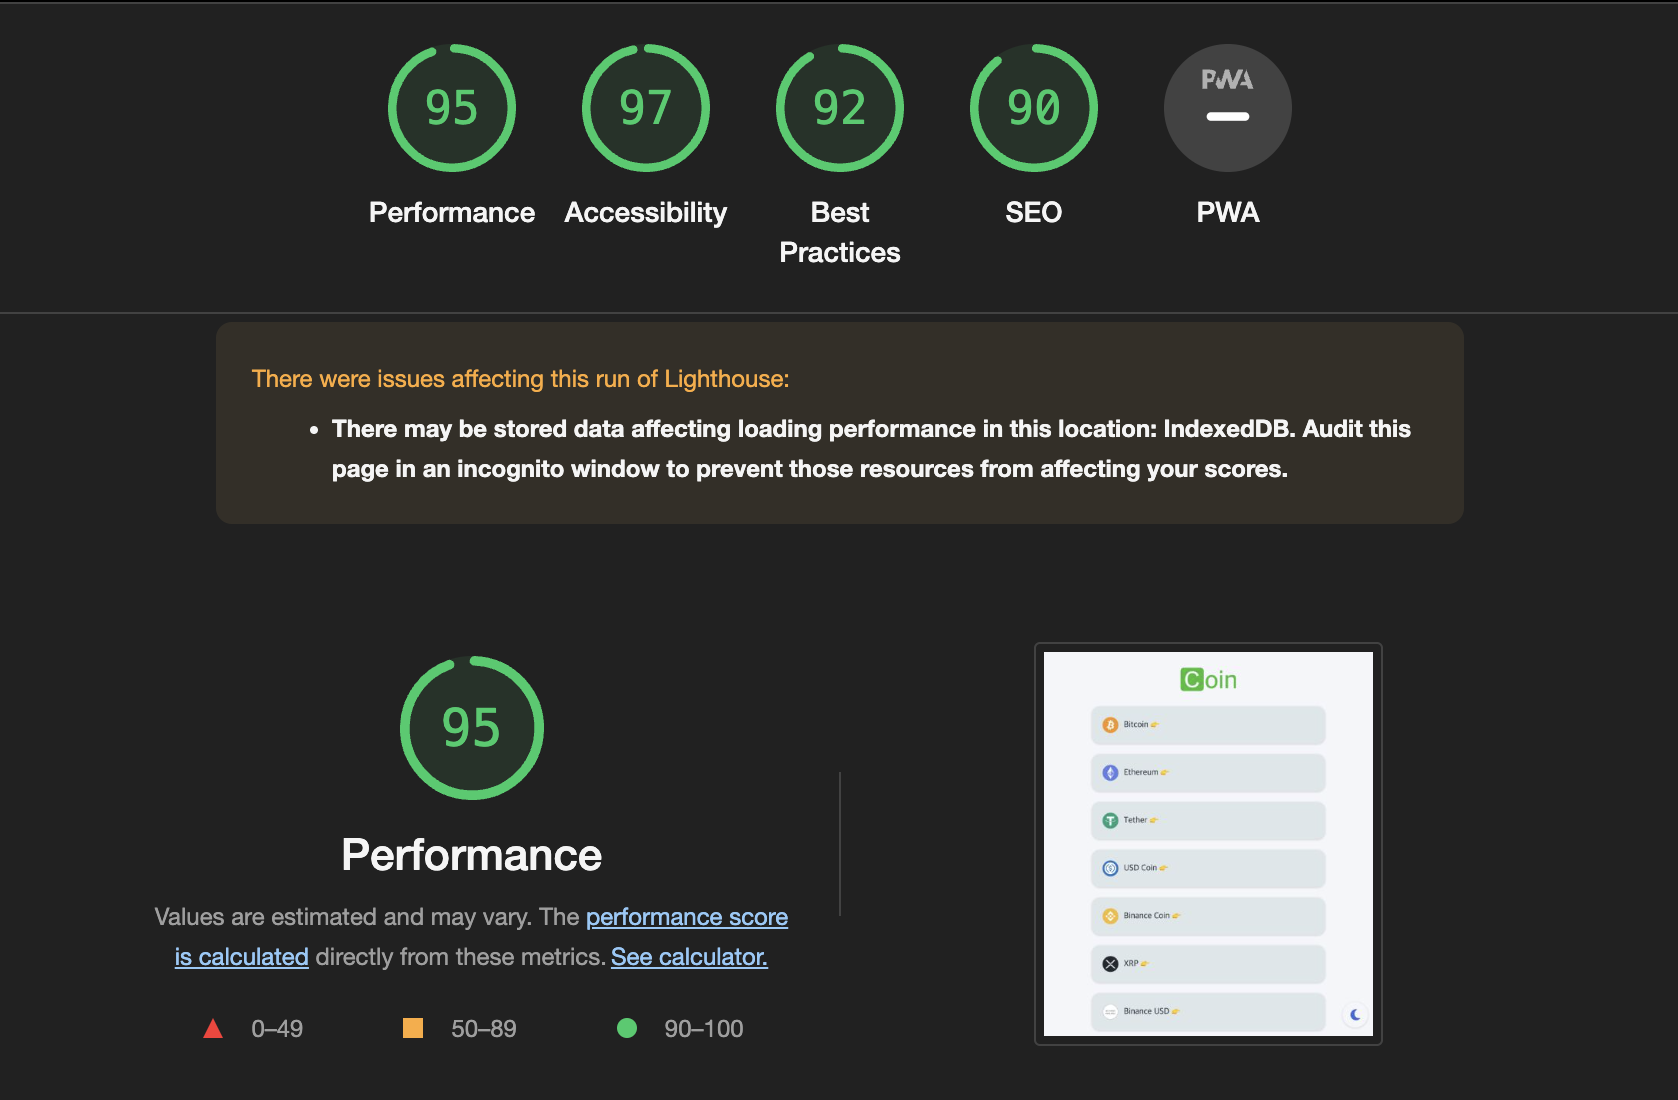 95
97
92
90
PWA
Performance
Accessibility
Best
Practices
SEO
PWA
There were issues affecting this run of Lighthouse:
• There may be stored data affecting loading performance in this location: IndexedDB. Audit this
page in an incognito window to prevent those resources from affecting your scores.
95
Performance
Values are estimated and may vary. The performance score
is calculated directly from these metrics. See calculator.
0–49
50–89
90–100
Coin
Bitcoin 👉
Ethereum 👉
Tether 👉
USD Coin 👉
Binance Coin 👉
XRP 👉
Binance USD 👉